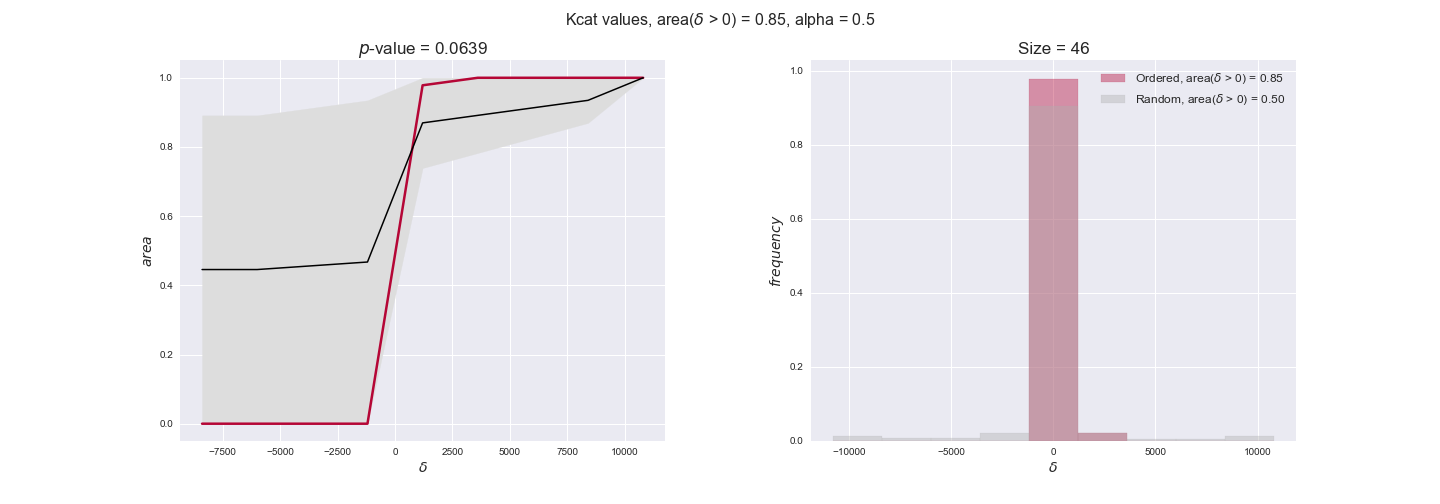 Kcat values, area(δ > 0) = 0.85, alpha = 0.5
p-value = 0.0639
1.0
0.8
0.6
0.4
0.2
0.0
area
−7500 −5000 −2500 0 2500 5000 7500 10000
δ
Size = 46
Ordered, area(δ > 0) = 0.85
Random, area(δ > 0) = 0.50
1.0
0.8
0.6
0.4
0.2
0.0
frequency
−10000 −5000 0 5000 10000
δ